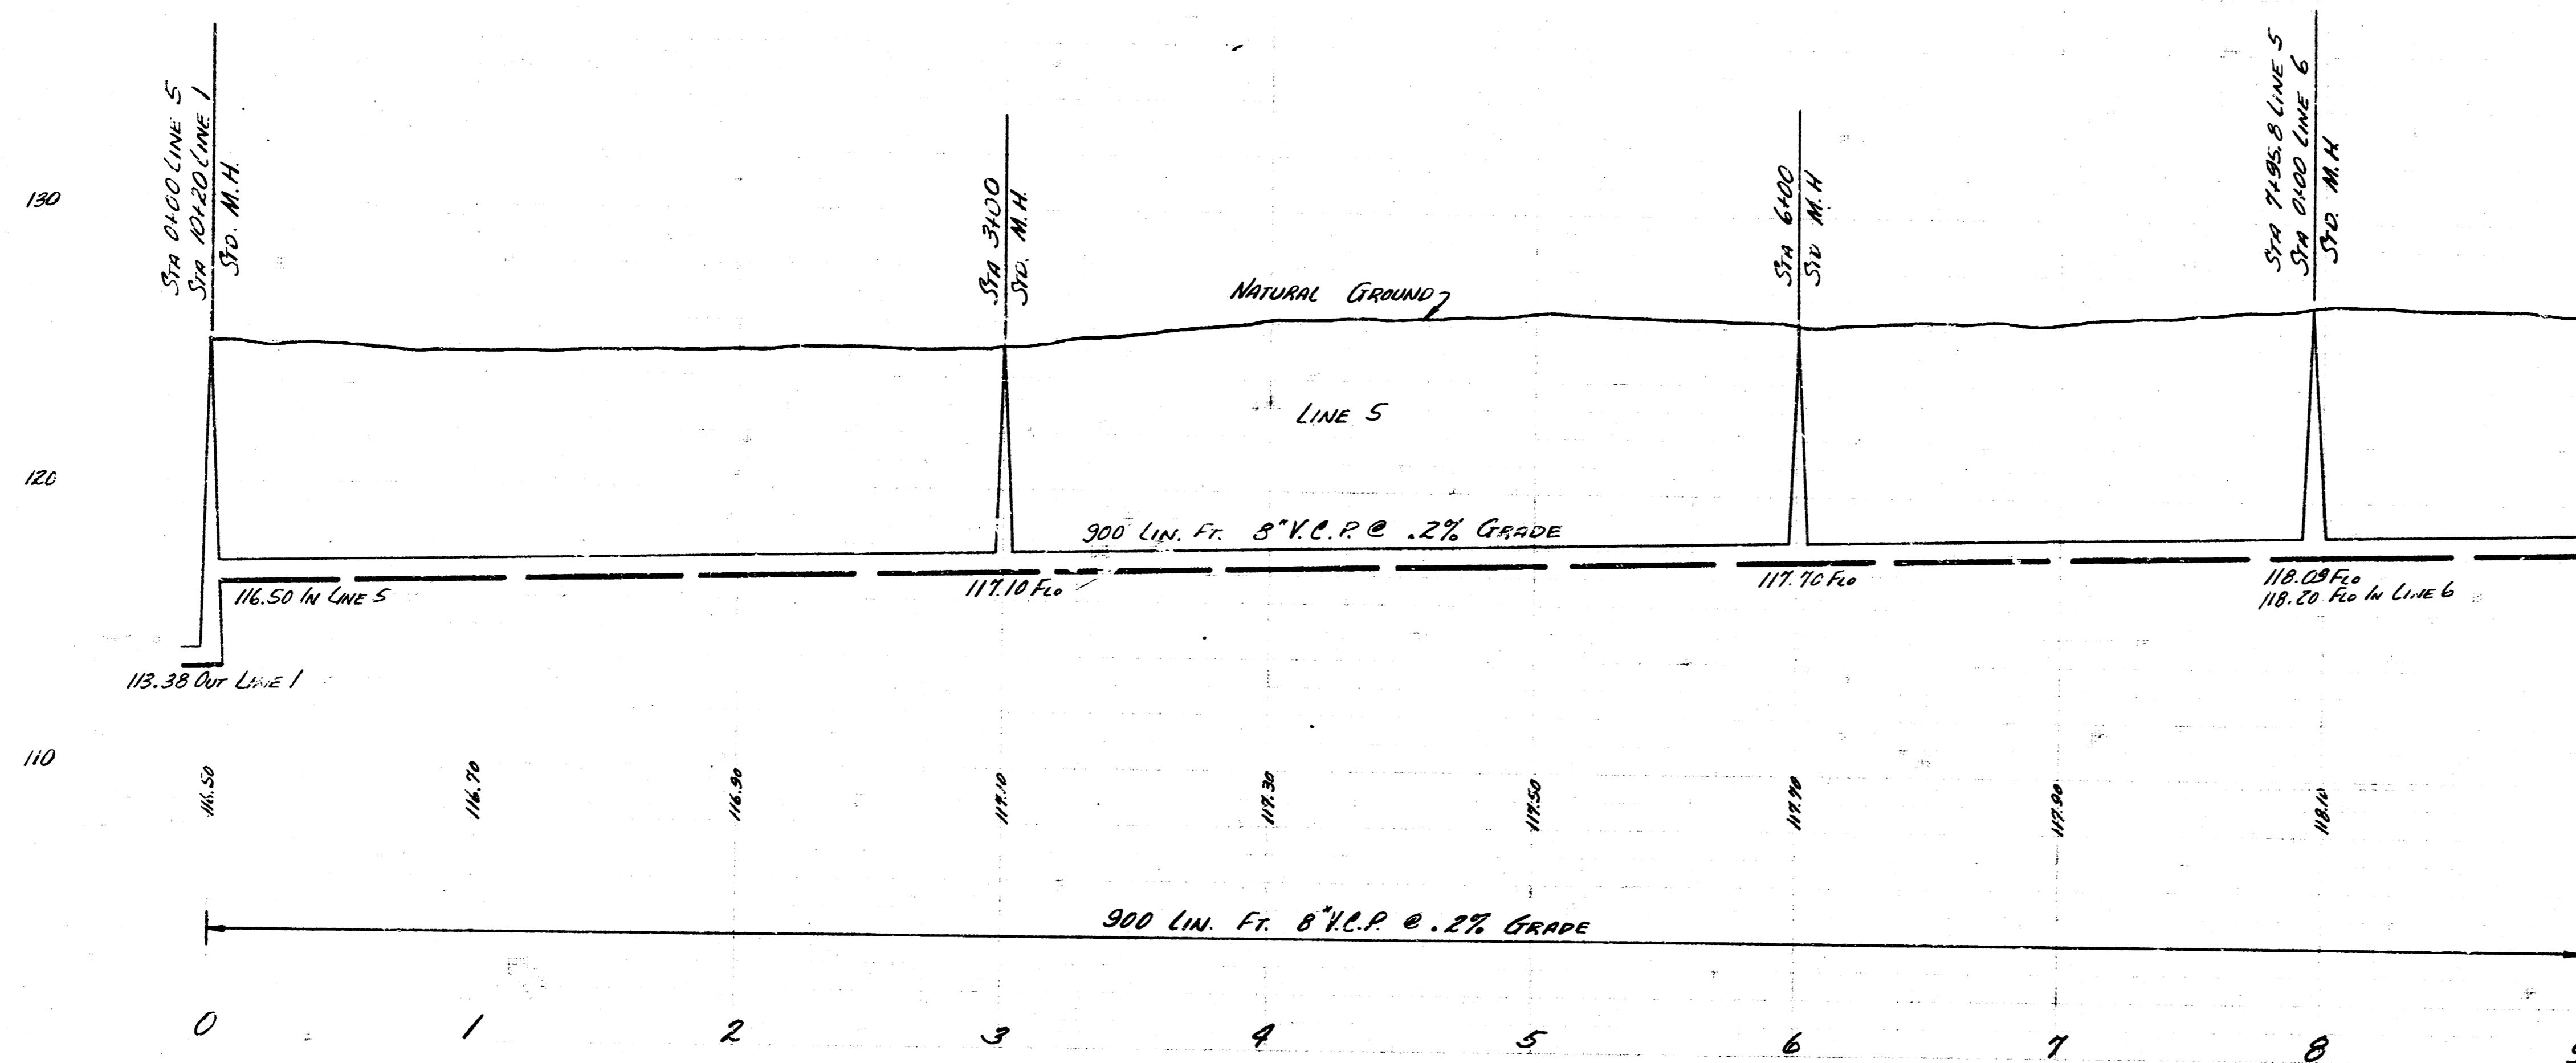 STA 0+00 LINE 5
STA 10+20 LINE 1
STD. M.H.
STA 3+00
STD. M.H.
STA 6+00
STD M.H
STA 7+95.8 LINE 5
STA 0+00 LINE 6
STD. M.H.
130
NATURAL GROUND
LINE 5
120
900 LIN. FT. 8" V.C.P. @ .2% GRADE
116.50 IN LINE 5
117.10 FLO
117.70 FLO
118.09 FLO
118.20 FLO IN LINE 6
113.38 OUT LINE 1
110
116.50
116.70
116.90
117.10
117.30
117.50
117.70
117.90
118.10
900 LIN. FT. 8" V.C.P. @ .2% GRADE
0 1 2 3 4 5 6 7 8